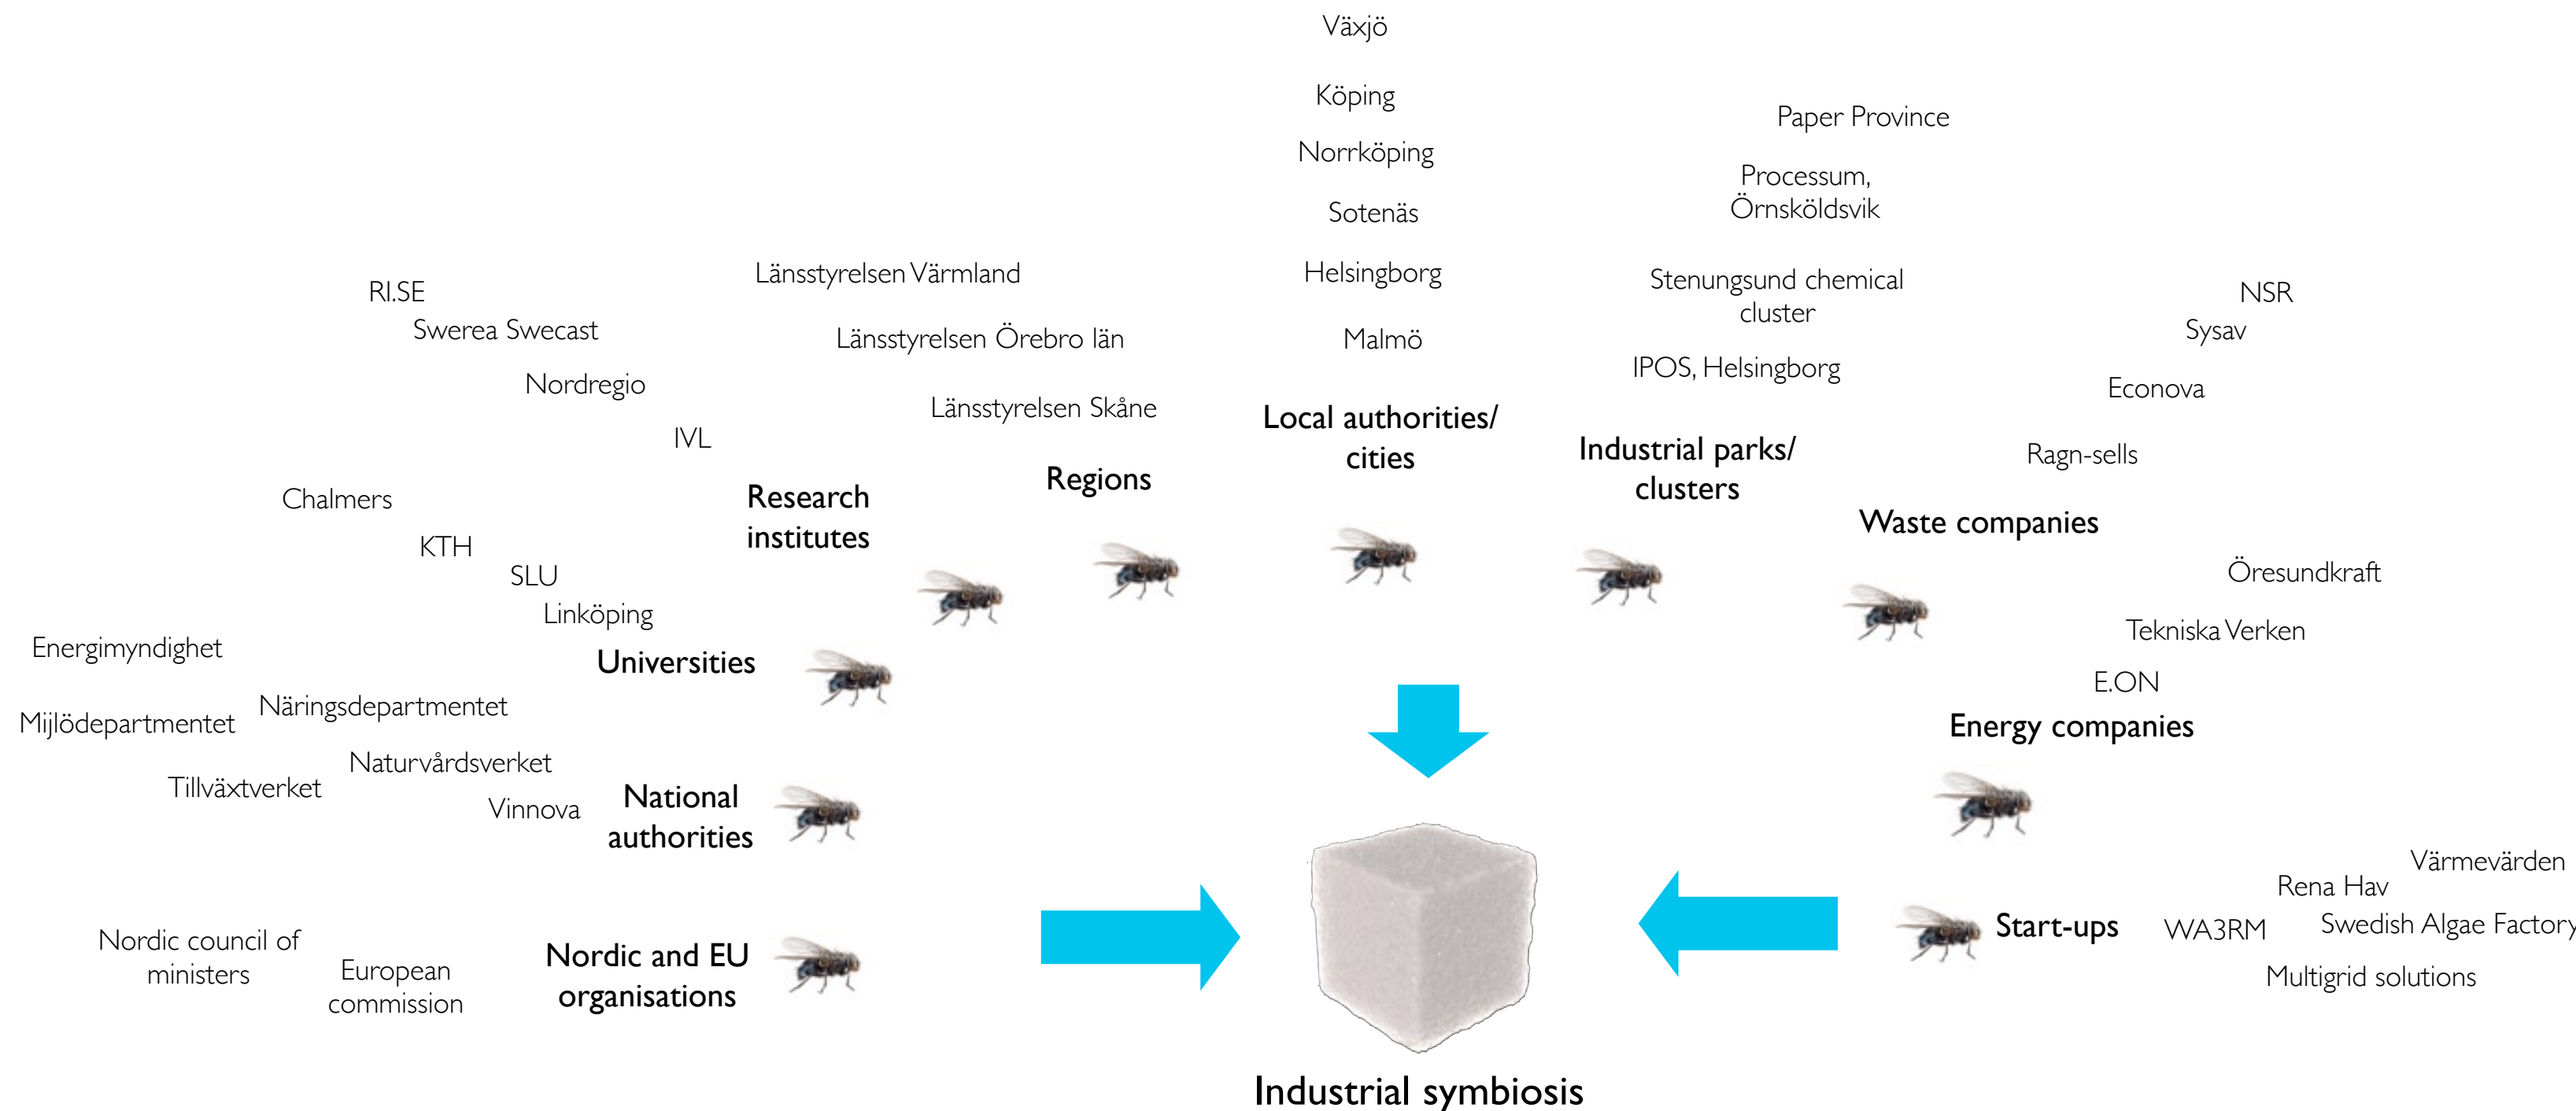 Växjö
Köping
Norrköping
Sotenäs
Helsingborg
Malmö
Local authorities/
cities
Paper Province
Processum,
Örnsköldsvik
Stenungsund chemical
cluster
IPOS, Helsingborg
Industrial parks/
clusters
Länsstyrelsen Värmland
Länsstyrelsen Örebro län
Länsstyrelsen Skåne
Regions
RI.SE
Swerea Swecast
Nordregio
IVL
Research
institutes
NSR
Sysav
Econova
Ragn-sells
Waste companies
Chalmers
KTH
SLU
Linköping
Universities
Öresundkraft
Tekniska Verken
E.ON
Energy companies
Energimyndighet
Näringsdepartmentet
Mijlödepartmentet
Naturvårdsverket
Tillväxtverket
Vinnova
National
authorities
Värmevärden
Rena Hav
Swedish Algae Factory
WA3RM
Multigrid solutions
Start-ups
Nordic council of
ministers
European
commission
Nordic and EU
organisations
Industrial symbiosis